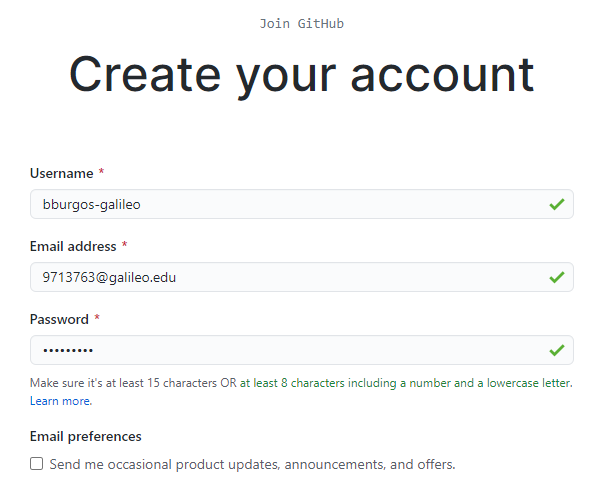 Join GitHub
Create your account
Username *
bburgos-galileo
Email address *
9713763@galileo.edu
Password *
•••••••••
Make sure it's at least 15 characters OR at least 8 characters including a number and a lowercase letter.
Learn more.
Email preferences
Send me occasional product updates, announcements, and offers.